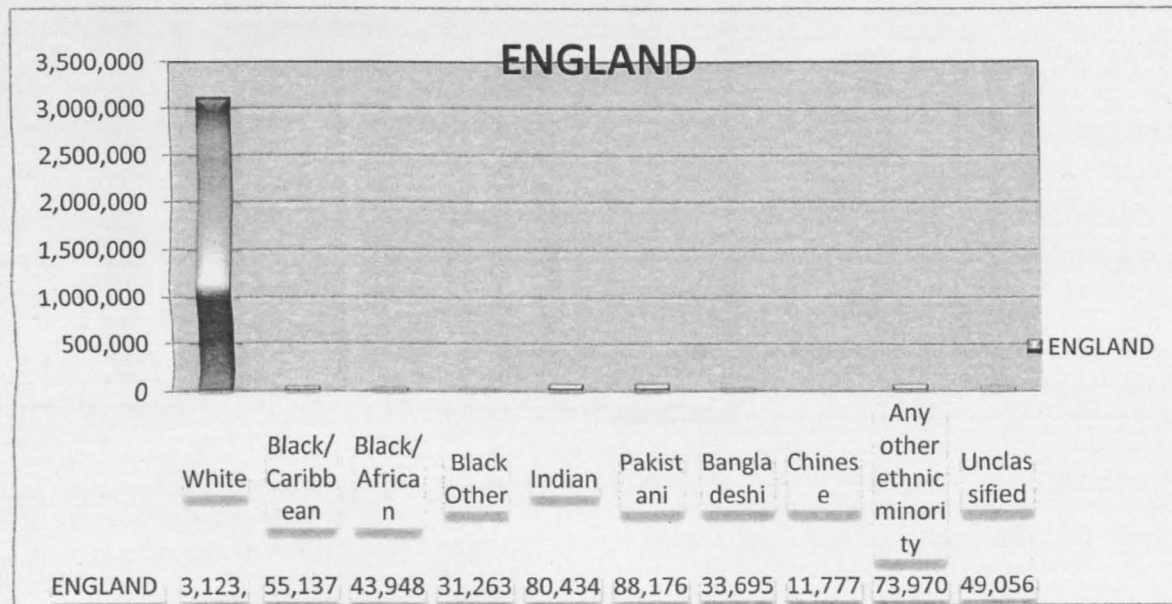 ENGLAND
3,500,000
3,000,000
2,500,000
2,000,000
1,500,000
1,000,000
500,000
0
ENGLAND
White
Black/
Caribb
ean
Black/
Africa
n
Black
Other
Indian
Pakist
ani
Bangla
deshi
Chines
e
Any
other
ethnic
minori
ty
Unclas
sified
ENGLAND 3,123, 55,137 43,948 31,263 80,434 88,176 33,695 11,777 73,970 49,056